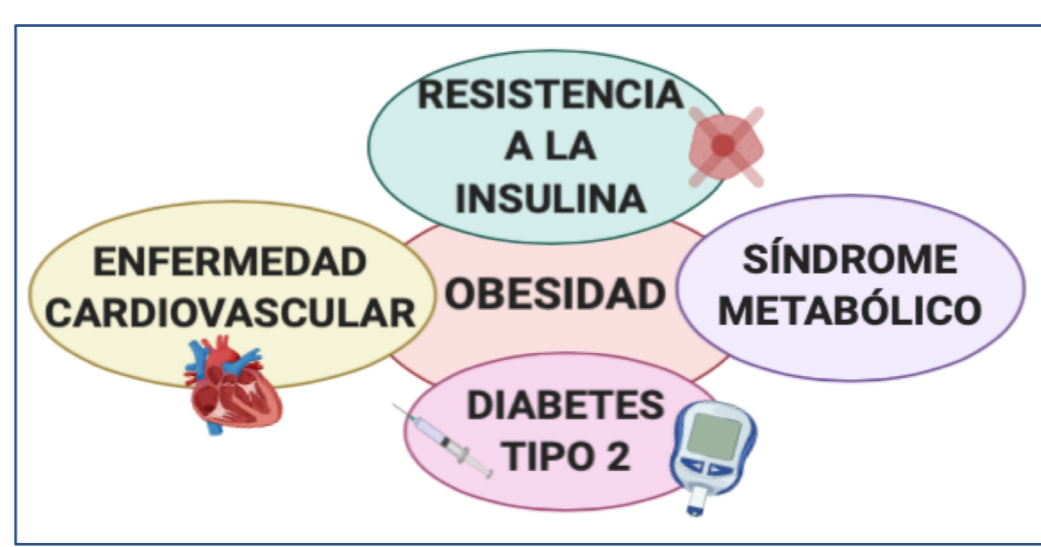 RESISTENCIA
A LA
INSULINA
ENFERMEDAD
CARDIOVASCULAR
OBESIDAD
SÍNDROME
METABÓLICO
DIABETES
TIPO 2